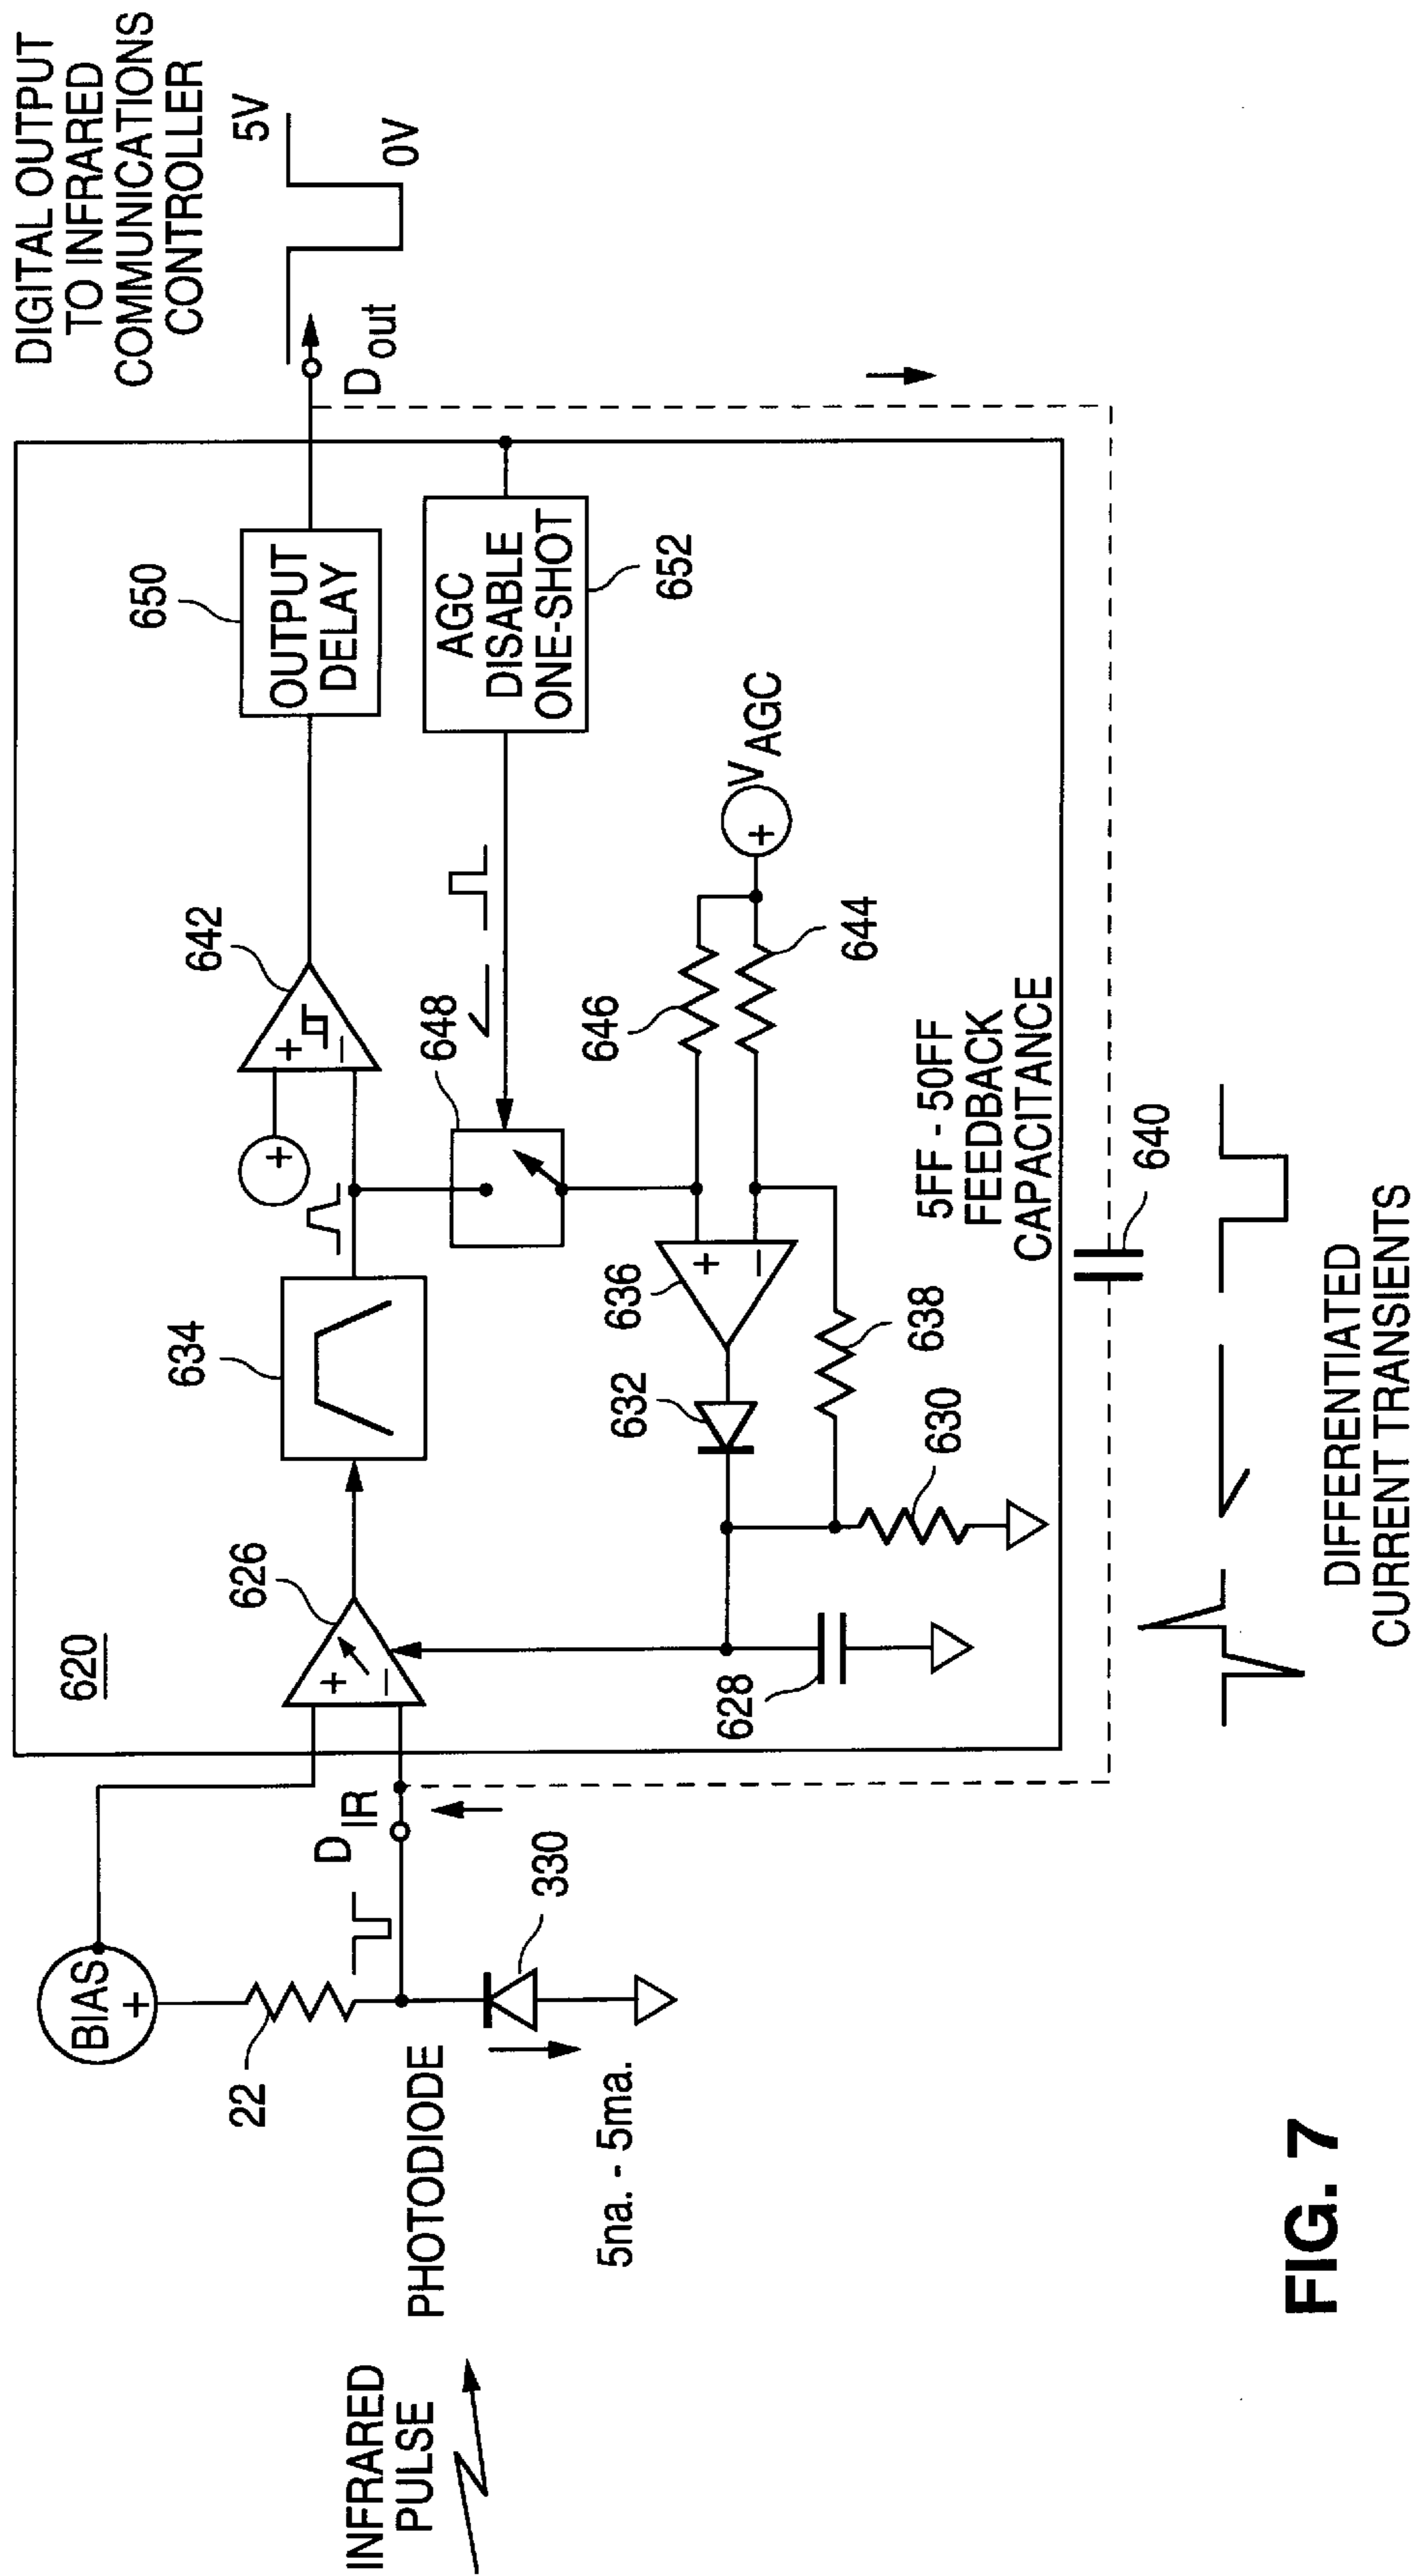 DIGITAL OUTPUT
TO INFRARED
COMMUNICATIONS
CONTROLLER
5V
0V
D out
620
626
634
642
650
OUTPUT
DELAY
AGC
DISABLE
ONE-SHOT
652
648
646
644
V AGC
636
632
638
630
628
5FF - 50FF
FEEDBACK
CAPACITANCE
640
BIAS
+
22
D IR
330
PHOTODIODE
5na. - 5ma.
INFRARED
PULSE
+
−
+
−
+
+
−
+
DIFFERENTIATED
CURRENT TRANSIENTS
FIG. 7